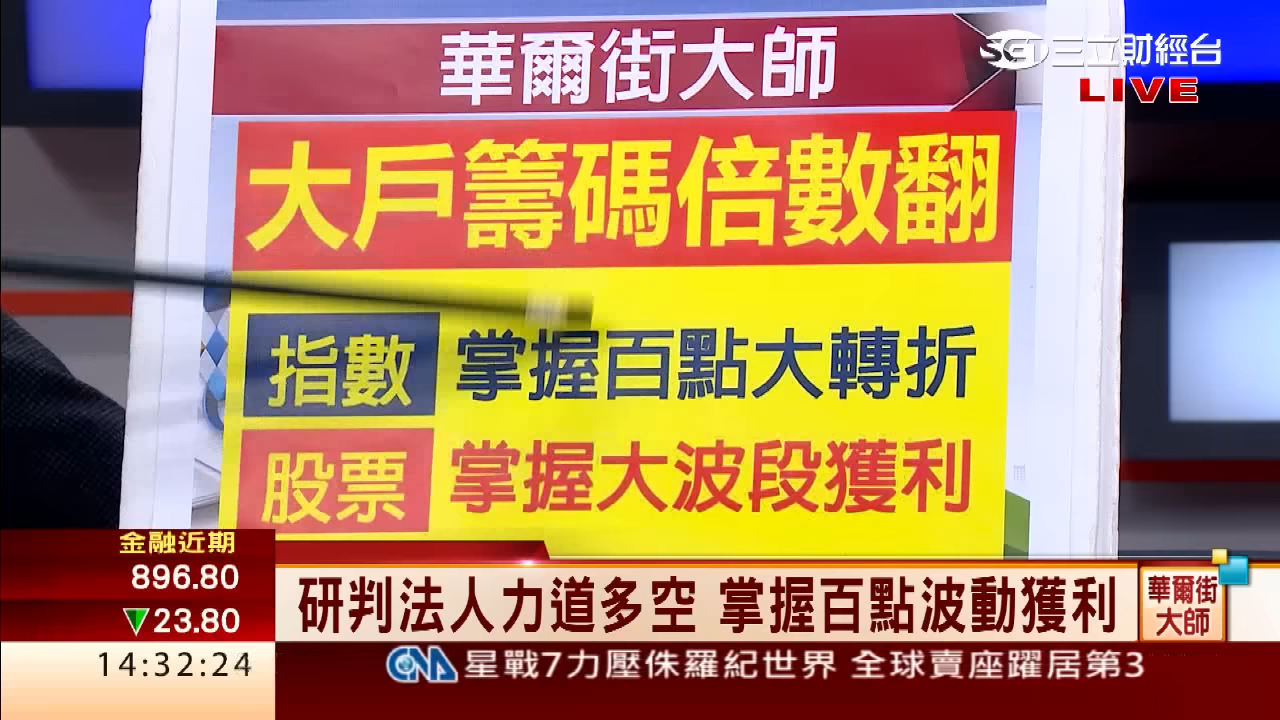 華爾街大師
SET三立財經台
LIVE
大戶籌碼倍數翻
指數 掌握百點大轉折
股票 掌握大波段獲利
金融近期
896.80
▼23.80
研判法人力道多空 掌握百點波動獲利
華爾街
大師
14:32:24
CNA 星戰7力壓侏羅紀世界 全球賣座躍居第3